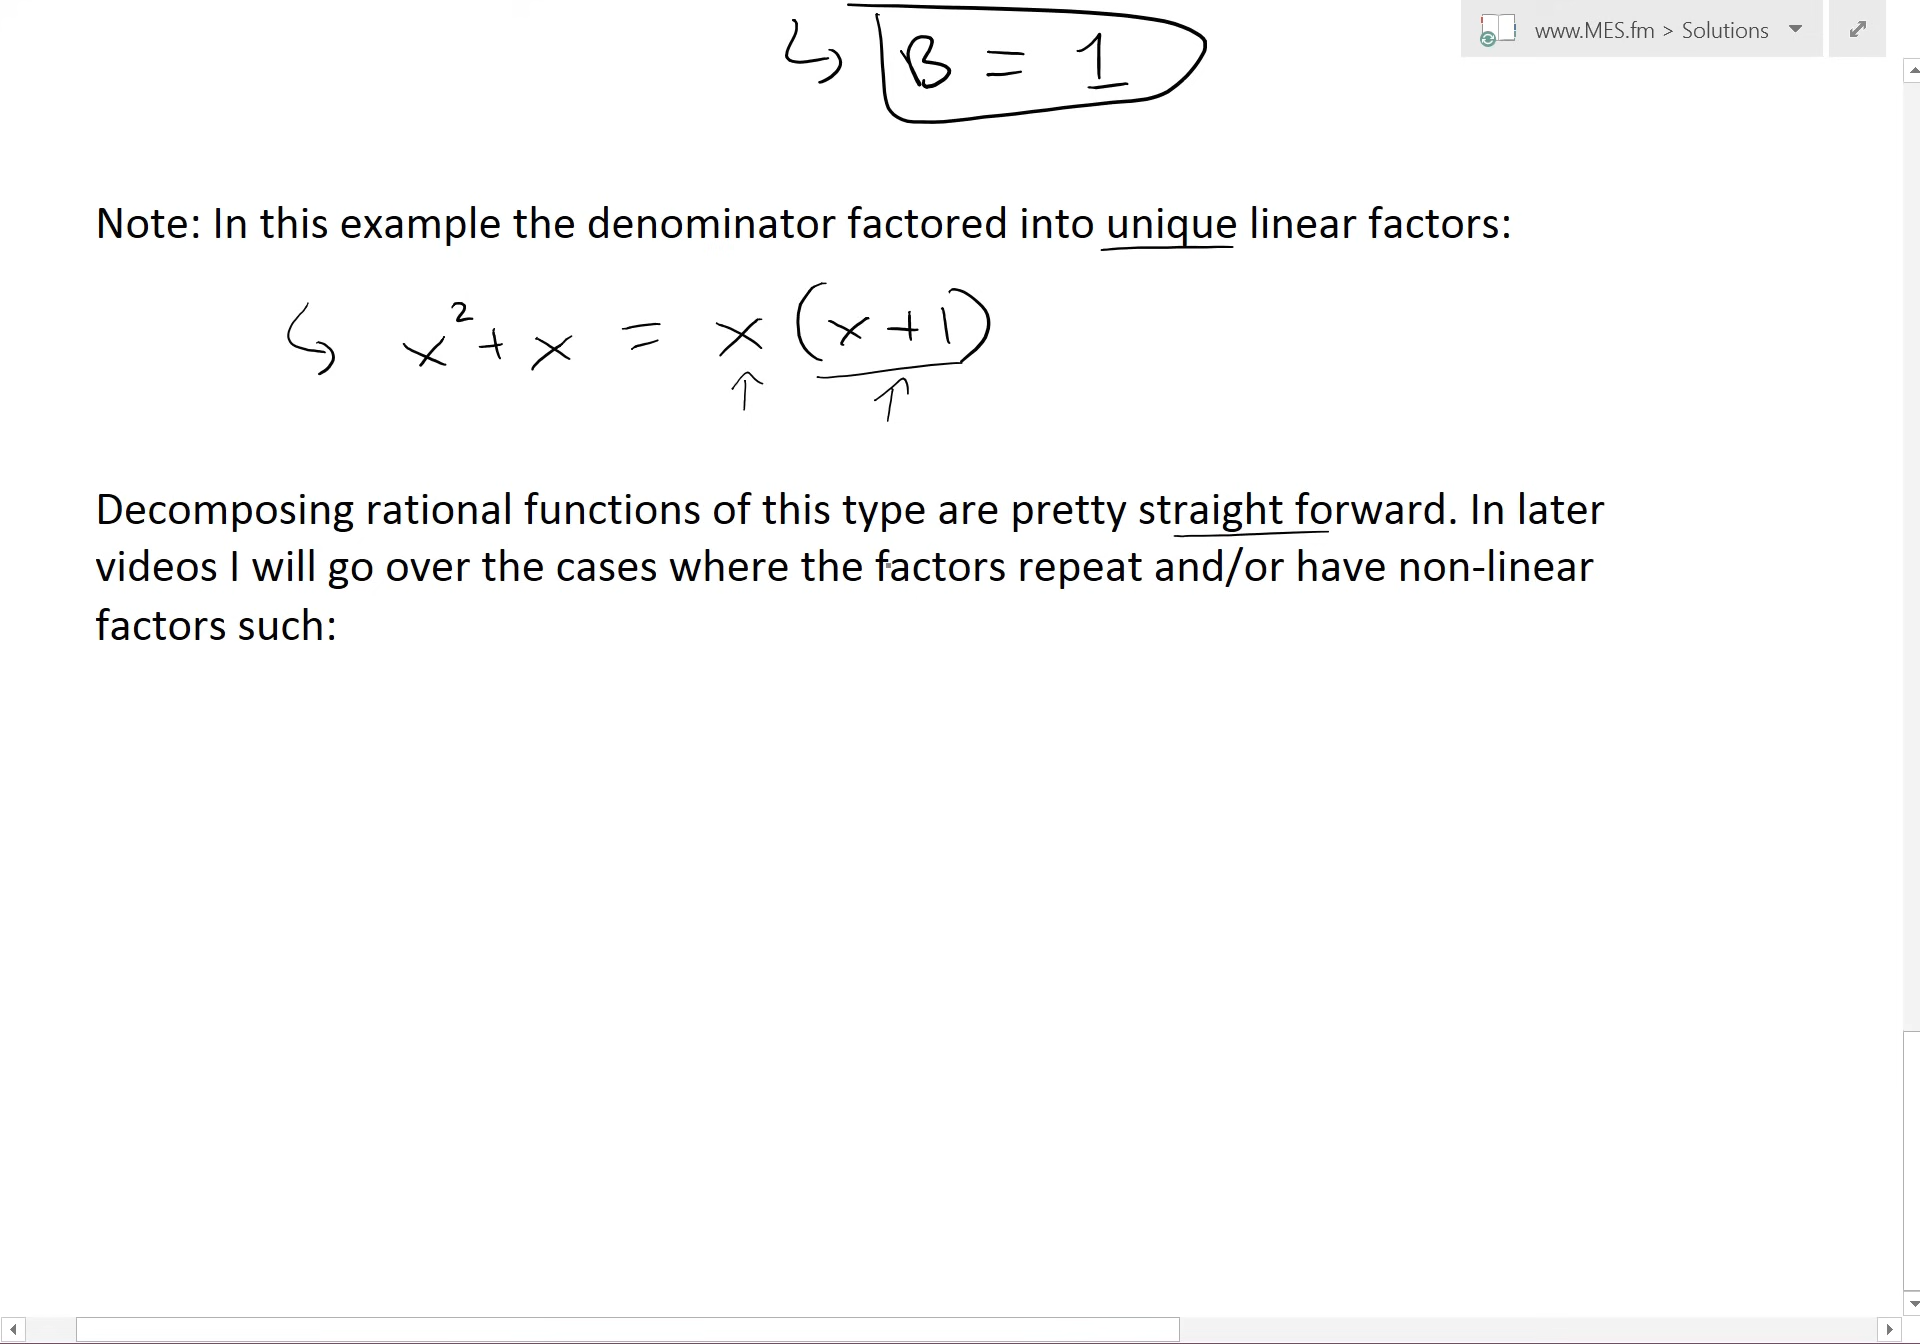 www.MES.fm > Solutions
B = 1
Note: In this example the denominator factored into unique linear factors:
x² + x = x (x + 1)
Decomposing rational functions of this type are pretty straight forward. In later
videos I will go over the cases where the factors repeat and/or have non-linear
factors such: